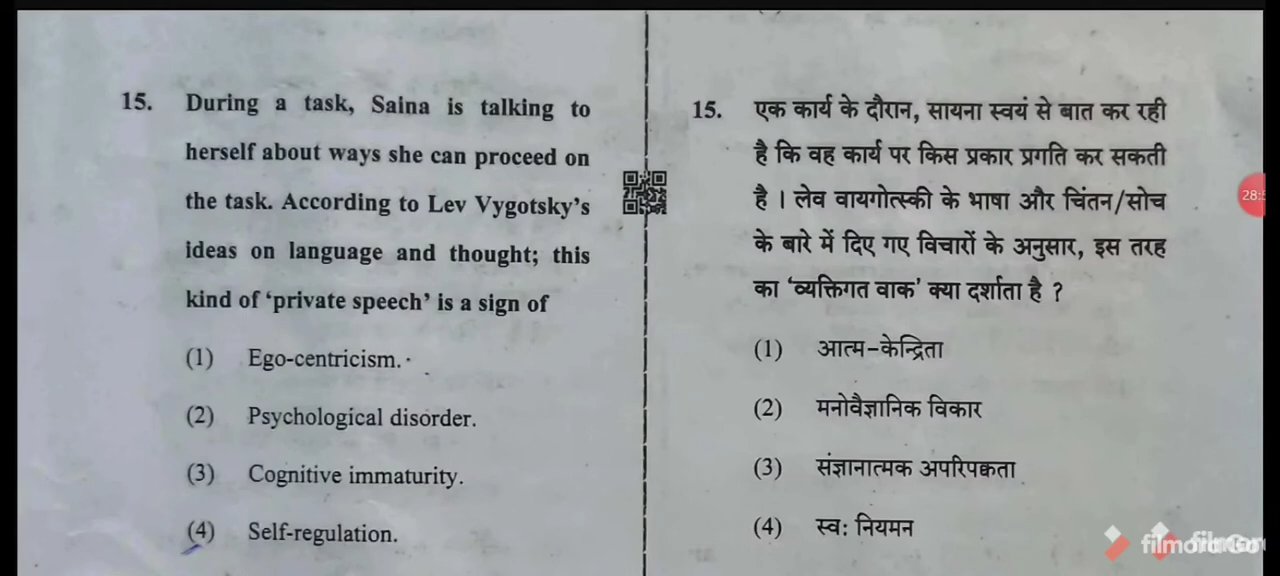 15. During a task, Saina is talking to
herself about ways she can proceed on
the task. According to Lev Vygotsky's
ideas on language and thought; this
kind of 'private speech' is a sign of
(1) Ego-centricism.
(2) Psychological disorder.
(3) Cognitive immaturity.
(4) Self-regulation.
15. एक कार्य के दौरान, सायना स्वयं से बात कर रही
है कि वह कार्य पर किस प्रकार प्रगति कर सकती
है । लेव वायगोत्स्की के भाषा और चिंतन/सोच
के बारे में दिए गए विचारों के अनुसार, इस तरह
का 'व्यक्तिगत वाक' क्या दर्शाता है ?
(1) आत्म-केन्द्रिता
(2) मनोवैज्ञानिक विकार
(3) संज्ञानात्मक अपरिपक्वता
(4) स्व: नियमन
28:5
filmora Go